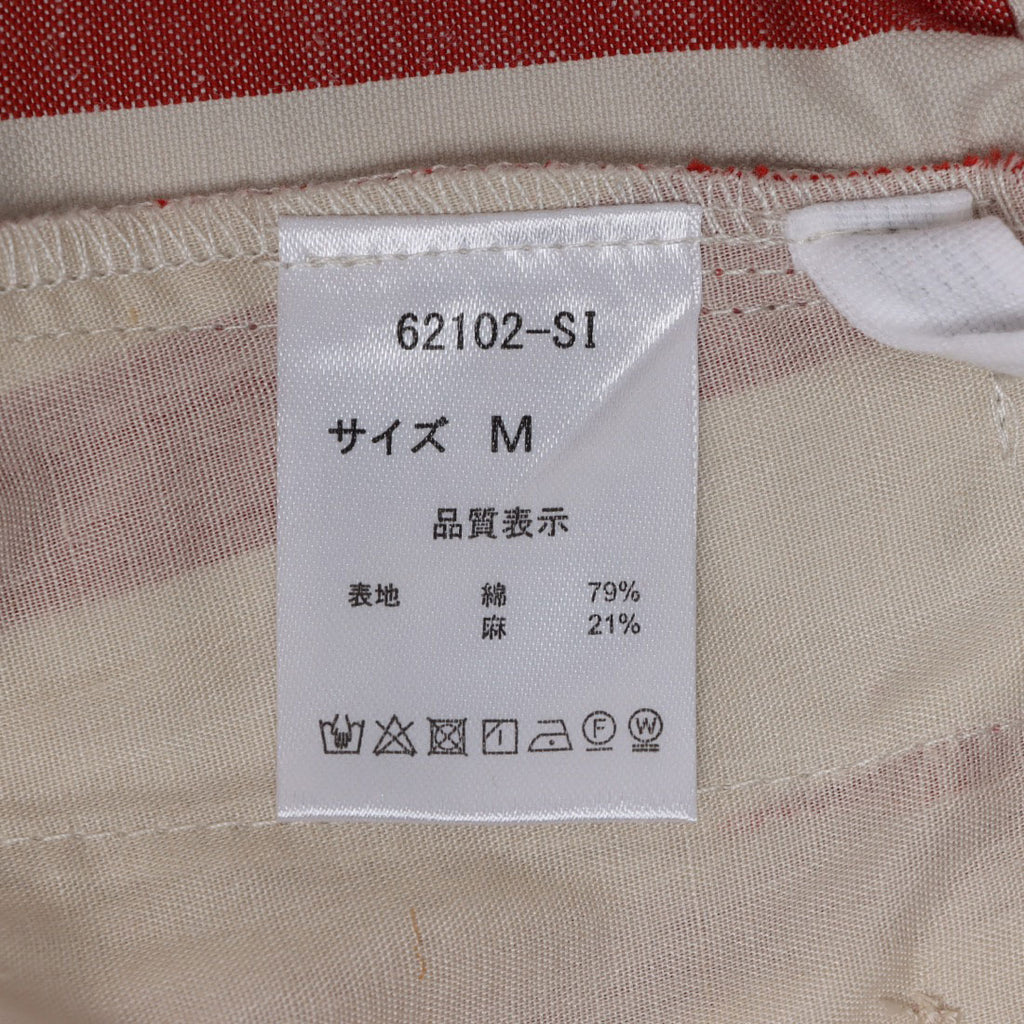 62102-SI
サイズ M
品質表示
表地 綿 79%
麻 21%
F W